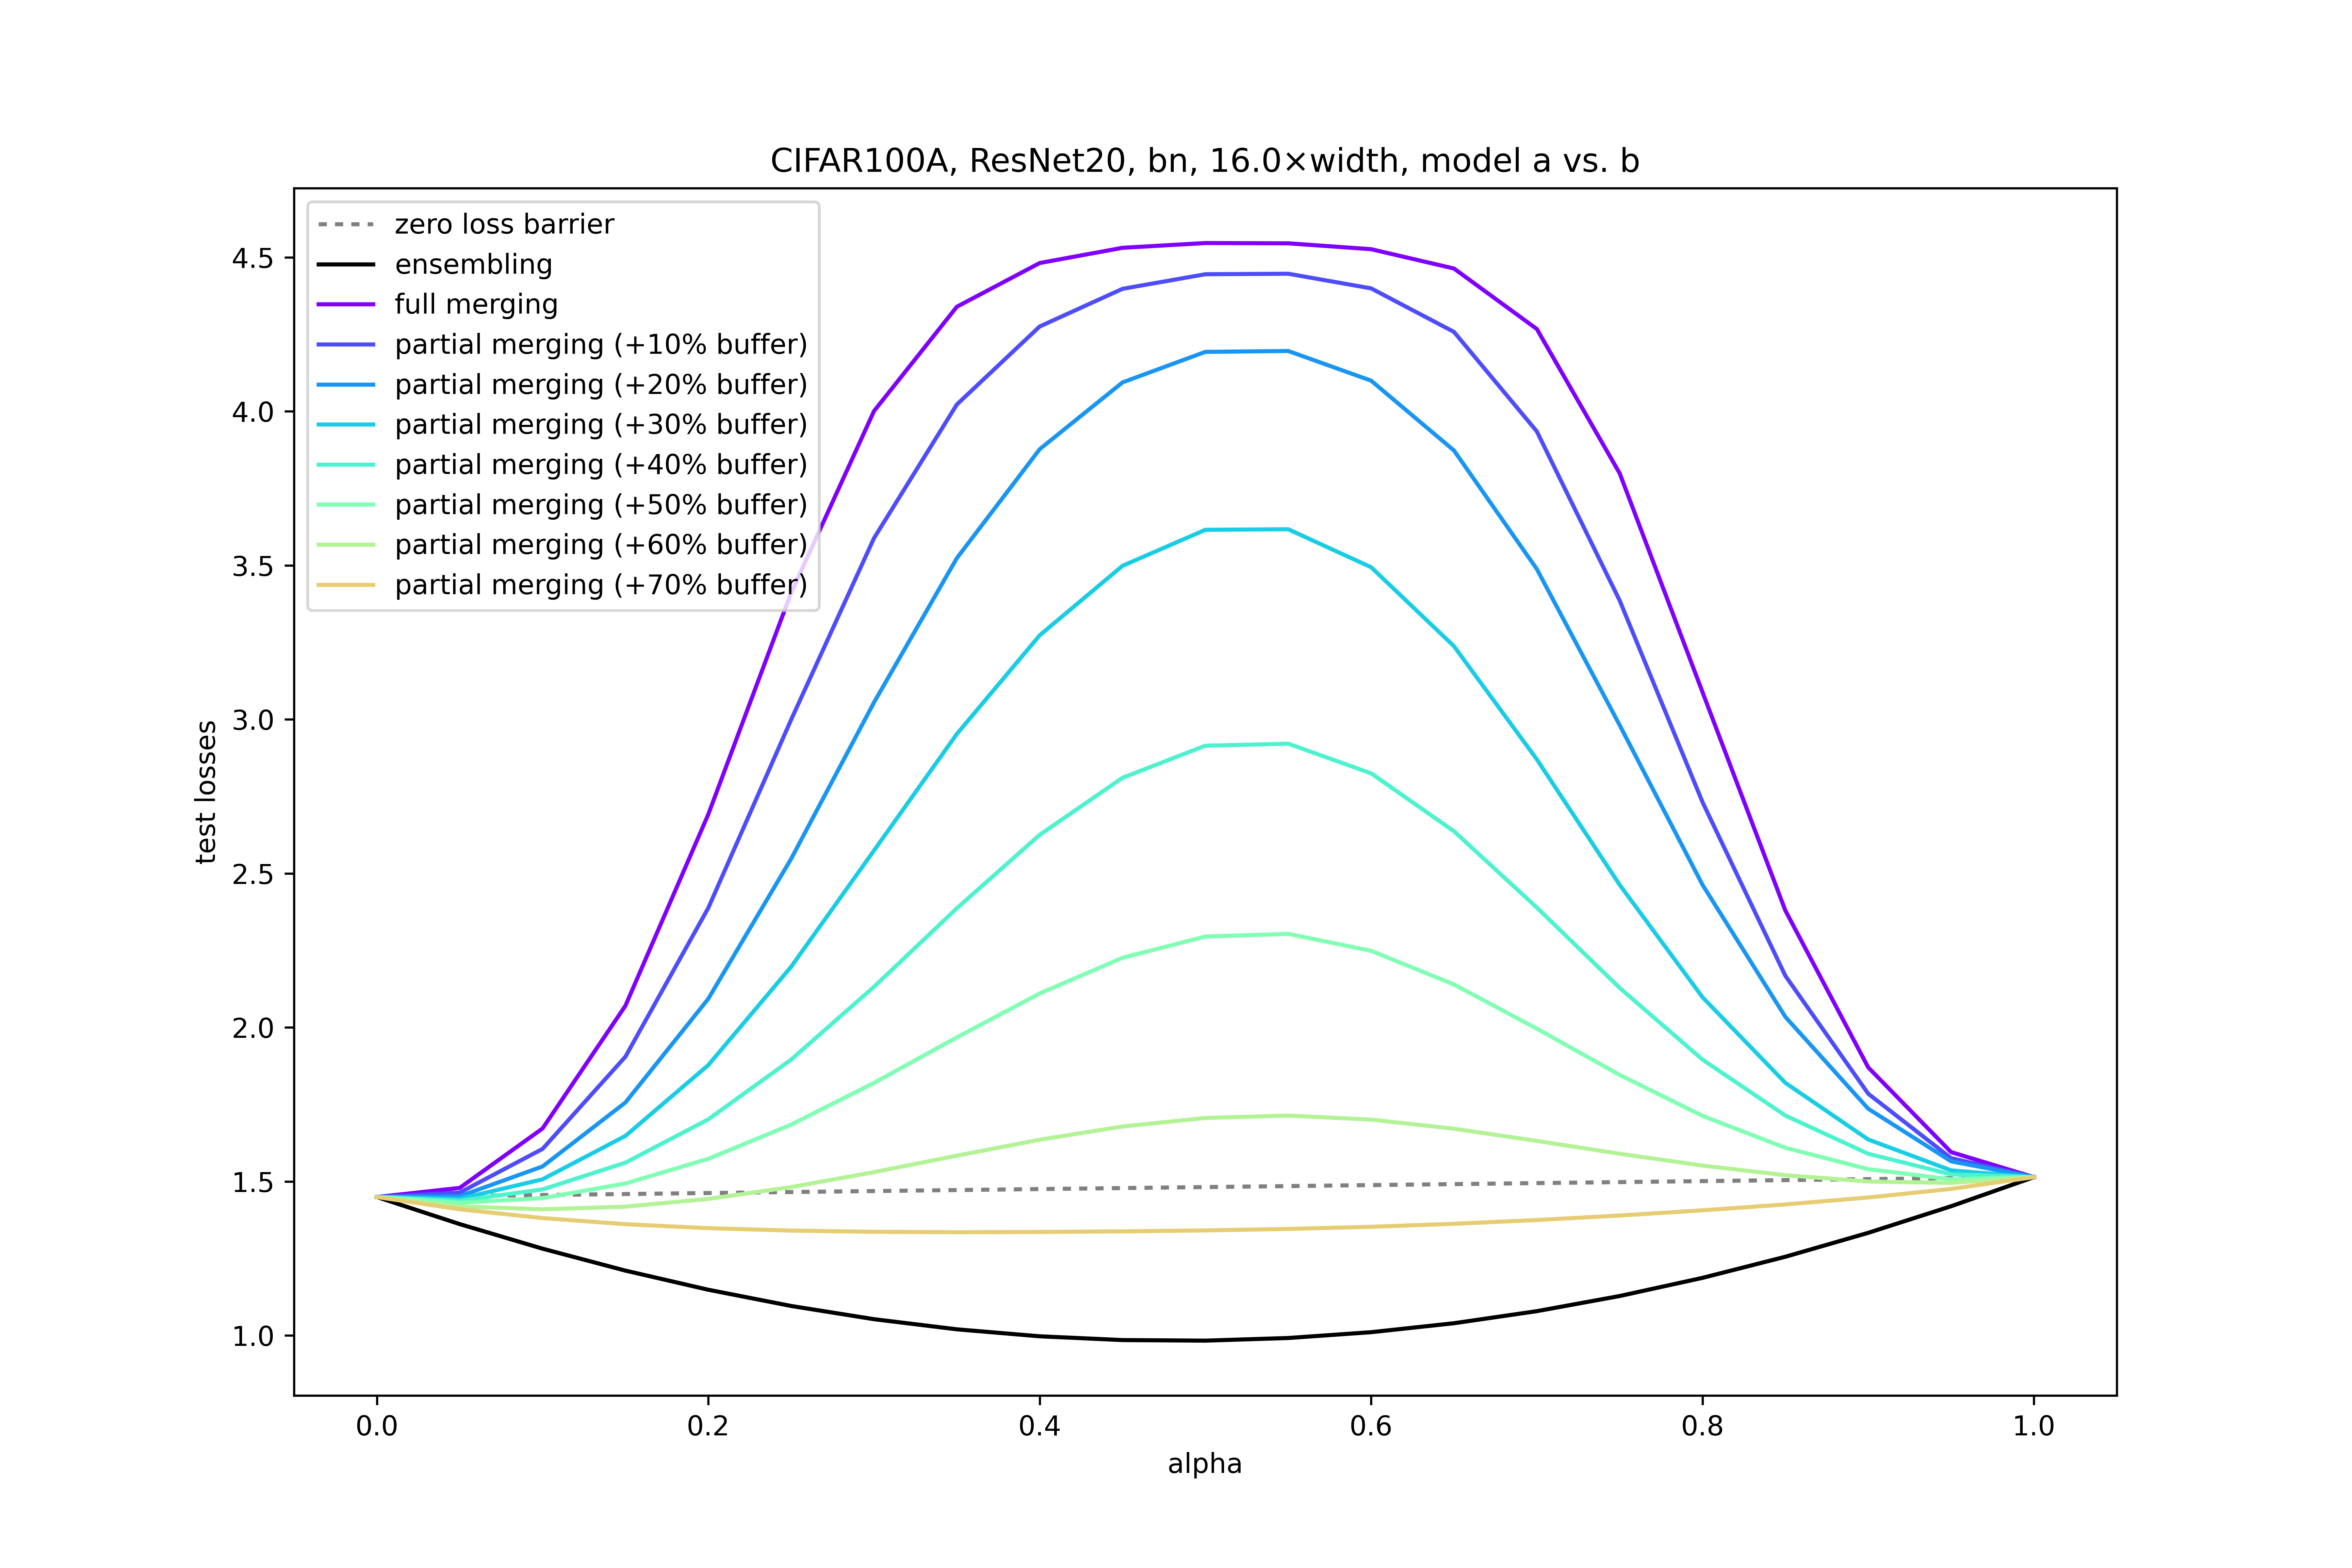 CIFAR100A, ResNet20, bn, 16.0×width, model a vs. b
zero loss barrier
ensembling
full merging
partial merging (+10% buffer)
partial merging (+20% buffer)
partial merging (+30% buffer)
partial merging (+40% buffer)
partial merging (+50% buffer)
partial merging (+60% buffer)
partial merging (+70% buffer)
4.5
4.0
3.5
3.0
2.5
2.0
1.5
1.0
test losses
0.0 0.2 0.4 0.6 0.8 1.0
alpha